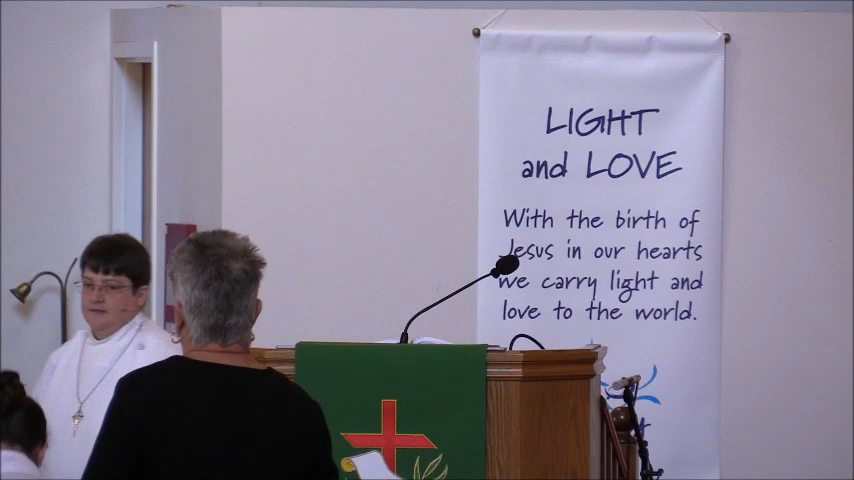 LIGHT
and LOVE
With the birth of
Jesus in our hearts
we carry light and
love to the world.